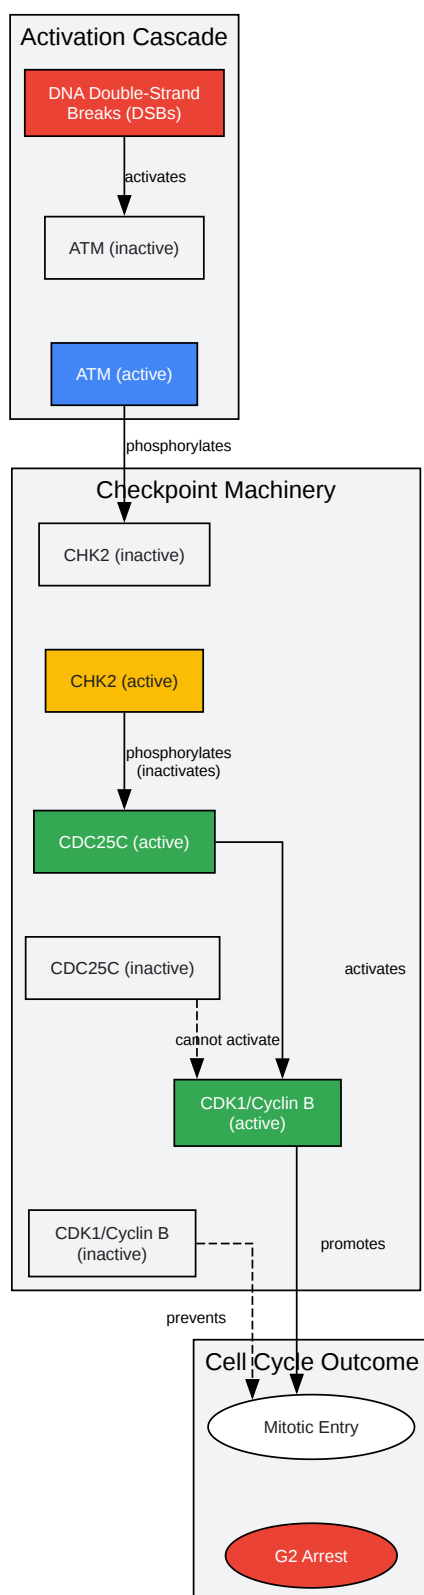 Activation Cascade
DNA Double-Strand
Breaks (DSBs)
activates
ATM (inactive)
ATM (active)
phosphorylates
Checkpoint Machinery
CHK2 (inactive)
CHK2 (active)
phosphorylates
(inactivates)
CDC25C (active)
CDC25C (inactive)
activates
cannot activate
CDK1/Cyclin B
(active)
CDK1/Cyclin B
(inactive)
promotes
prevents
Cell Cycle Outcome
Mitotic Entry
G2 Arrest